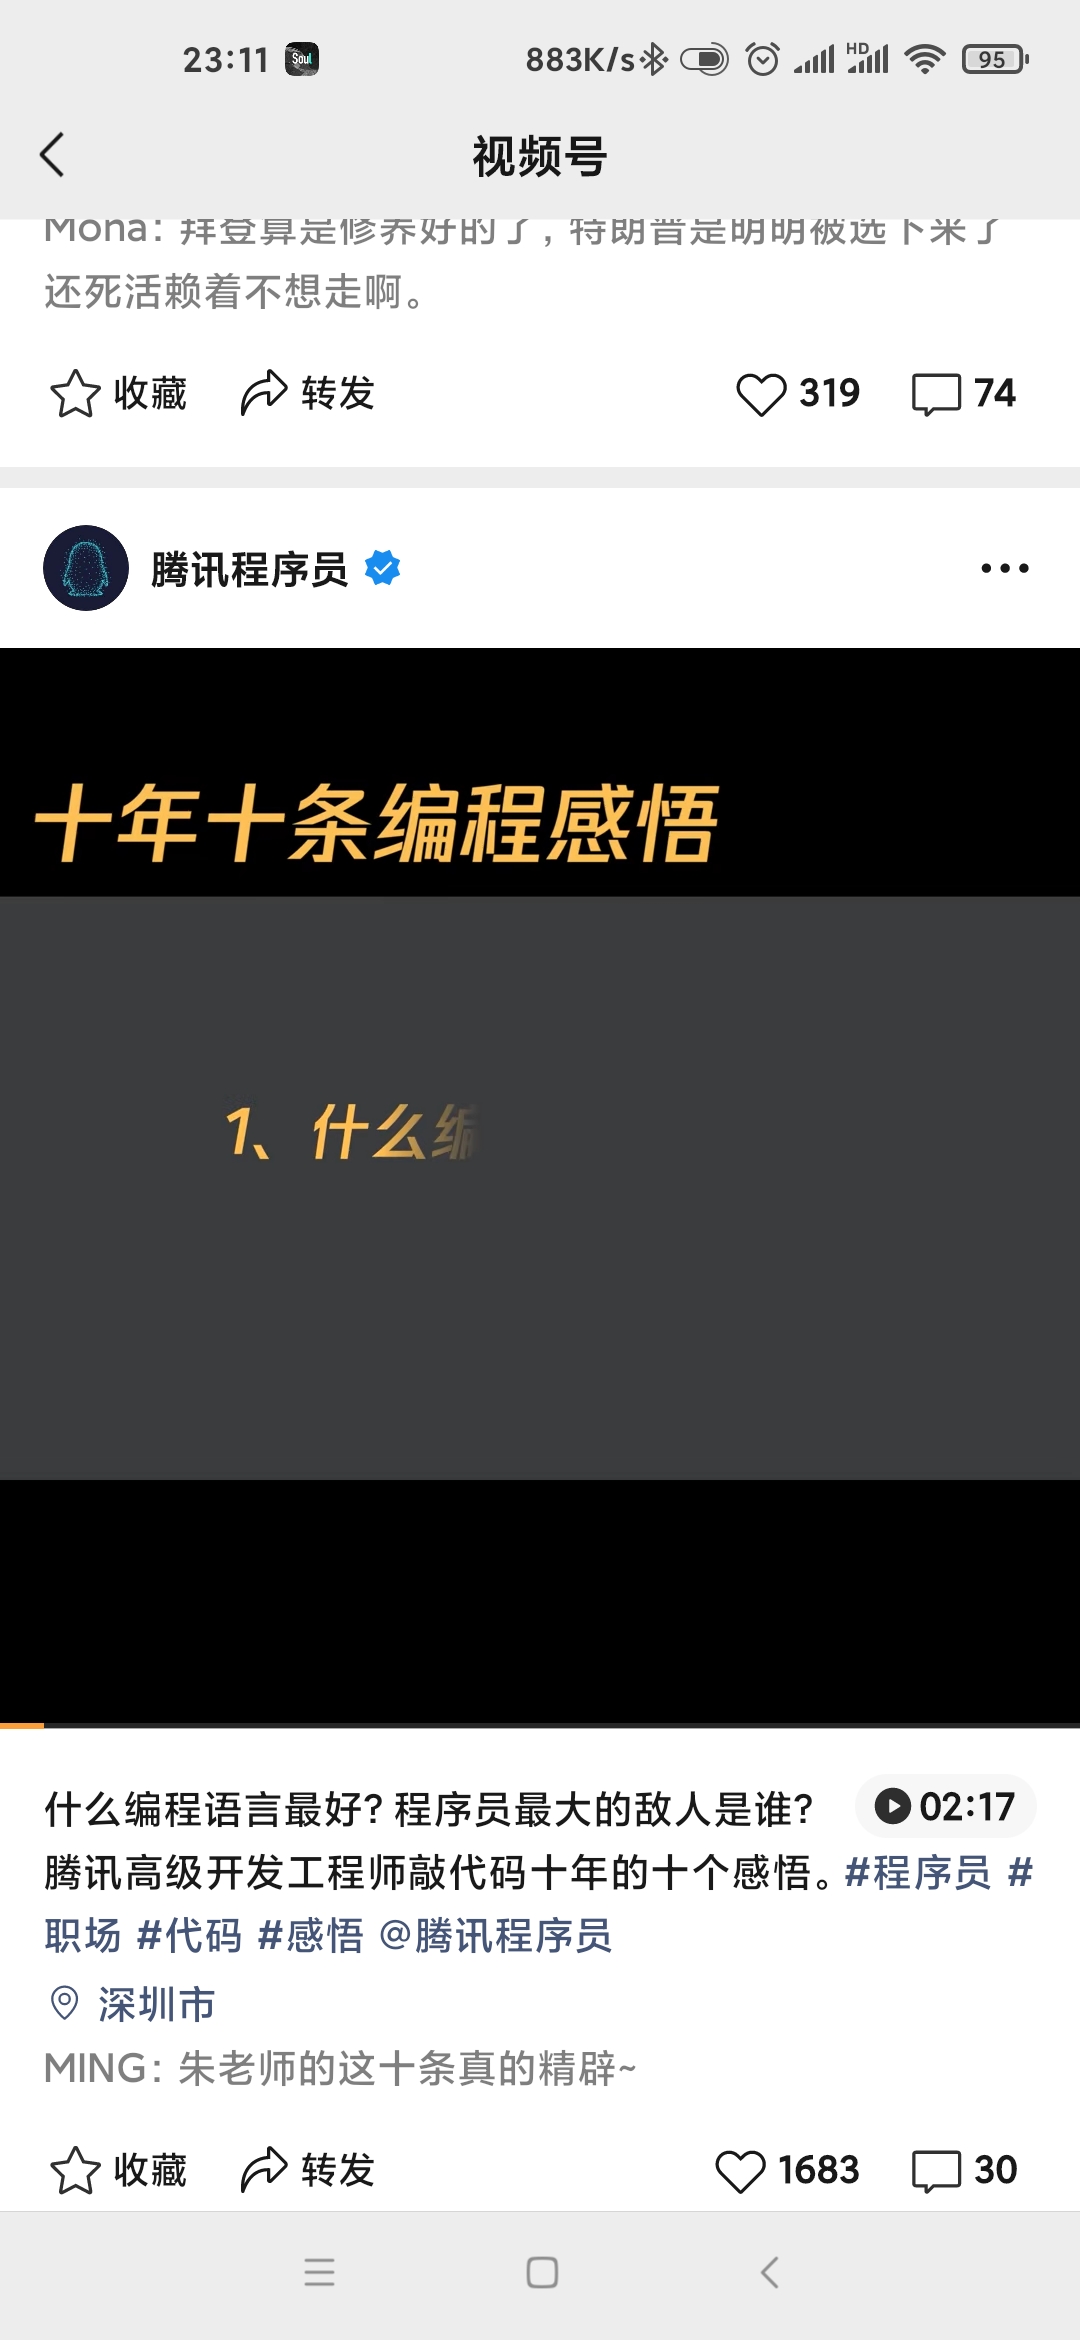 23:11 Soul 883K/s HD 95
视频号
Mona: 拜登算是修养好的了, 特朗普是明明被选下来了
还死活赖着不想走啊。
收藏 转发 319 74
腾讯程序员
十年十条编程感悟
1、什么编
什么编程语言最好? 程序员最大的敌人是谁? 02:17
腾讯高级开发工程师敲代码十年的十个感悟。#程序员 #
职场 #代码 #感悟 @腾讯程序员
深圳市
MING: 朱老师的这十条真的精辟~
收藏 转发 1683 30